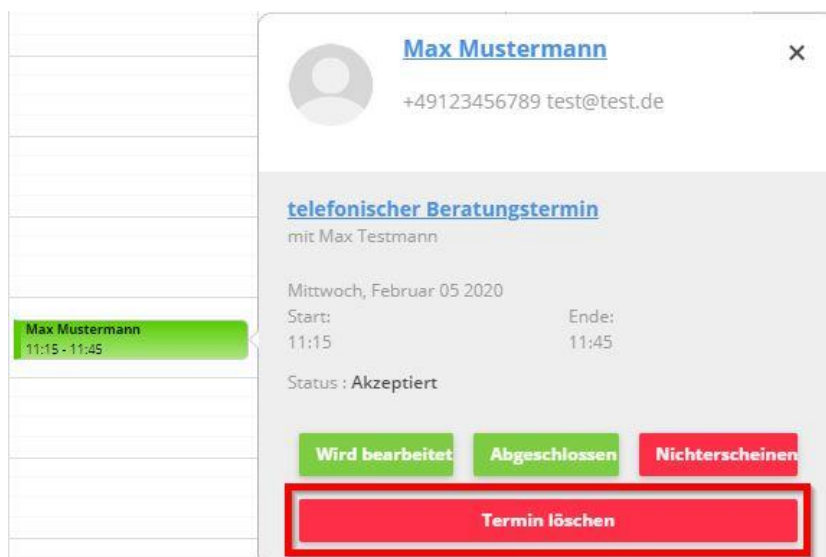 Max Mustermann
+49123456789 test@test.de
telefonischer Beratungstermin
mit Max Testmann
Mittwoch, Februar 05 2020
Start: Ende:
11:15 11:45
Max Mustermann
11:15 - 11:45
Status : Akzeptiert
Wird bearbeitet Abgeschlossen Nichterscheinen
Termin löschen